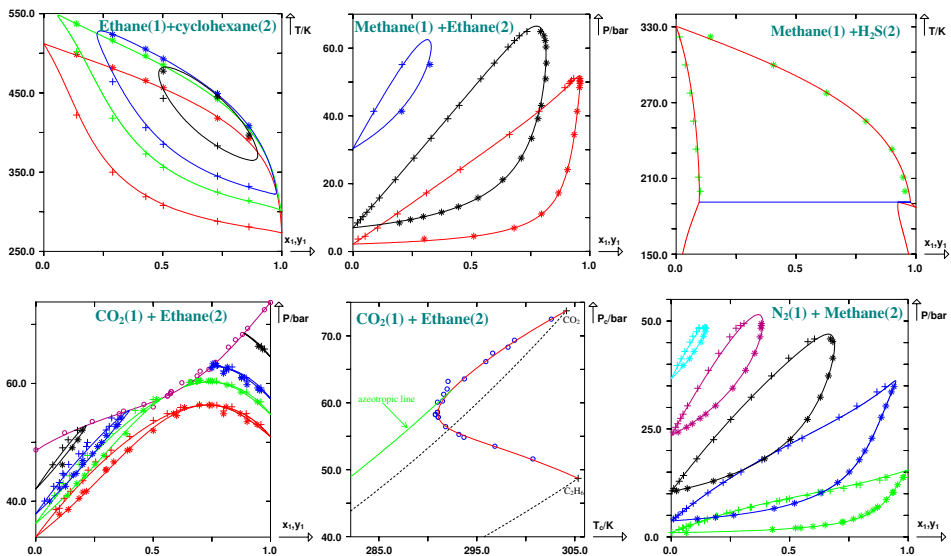 Ethane(1)+cyclohexane(2)
T/K
550.0
450.0
350.0
250.0
0.0
0.5
1.0
x1,y1
Methane(1) +Ethane(2)
P/bar
60.0
40.0
20.0
0.0
0.0
0.5
1.0
x1,y1
Methane(1) +H2S(2)
T/K
330.0
270.0
210.0
150.0
0.0
0.5
1.0
x1,y1
CO2(1) + Ethane(2)
P/bar
60.0
40.0
0.0
0.5
1.0
x1,y1
CO2(1) + Ethane(2)
Pc/bar
70.0
60.0
50.0
40.0
CO2
azeotropic line
C2H6
285.0
295.0
305.0
Tc/K
N2(1) + Methane(2)
P/bar
50.0
25.0
0.0
0.0
0.5
1.0
x1,y1